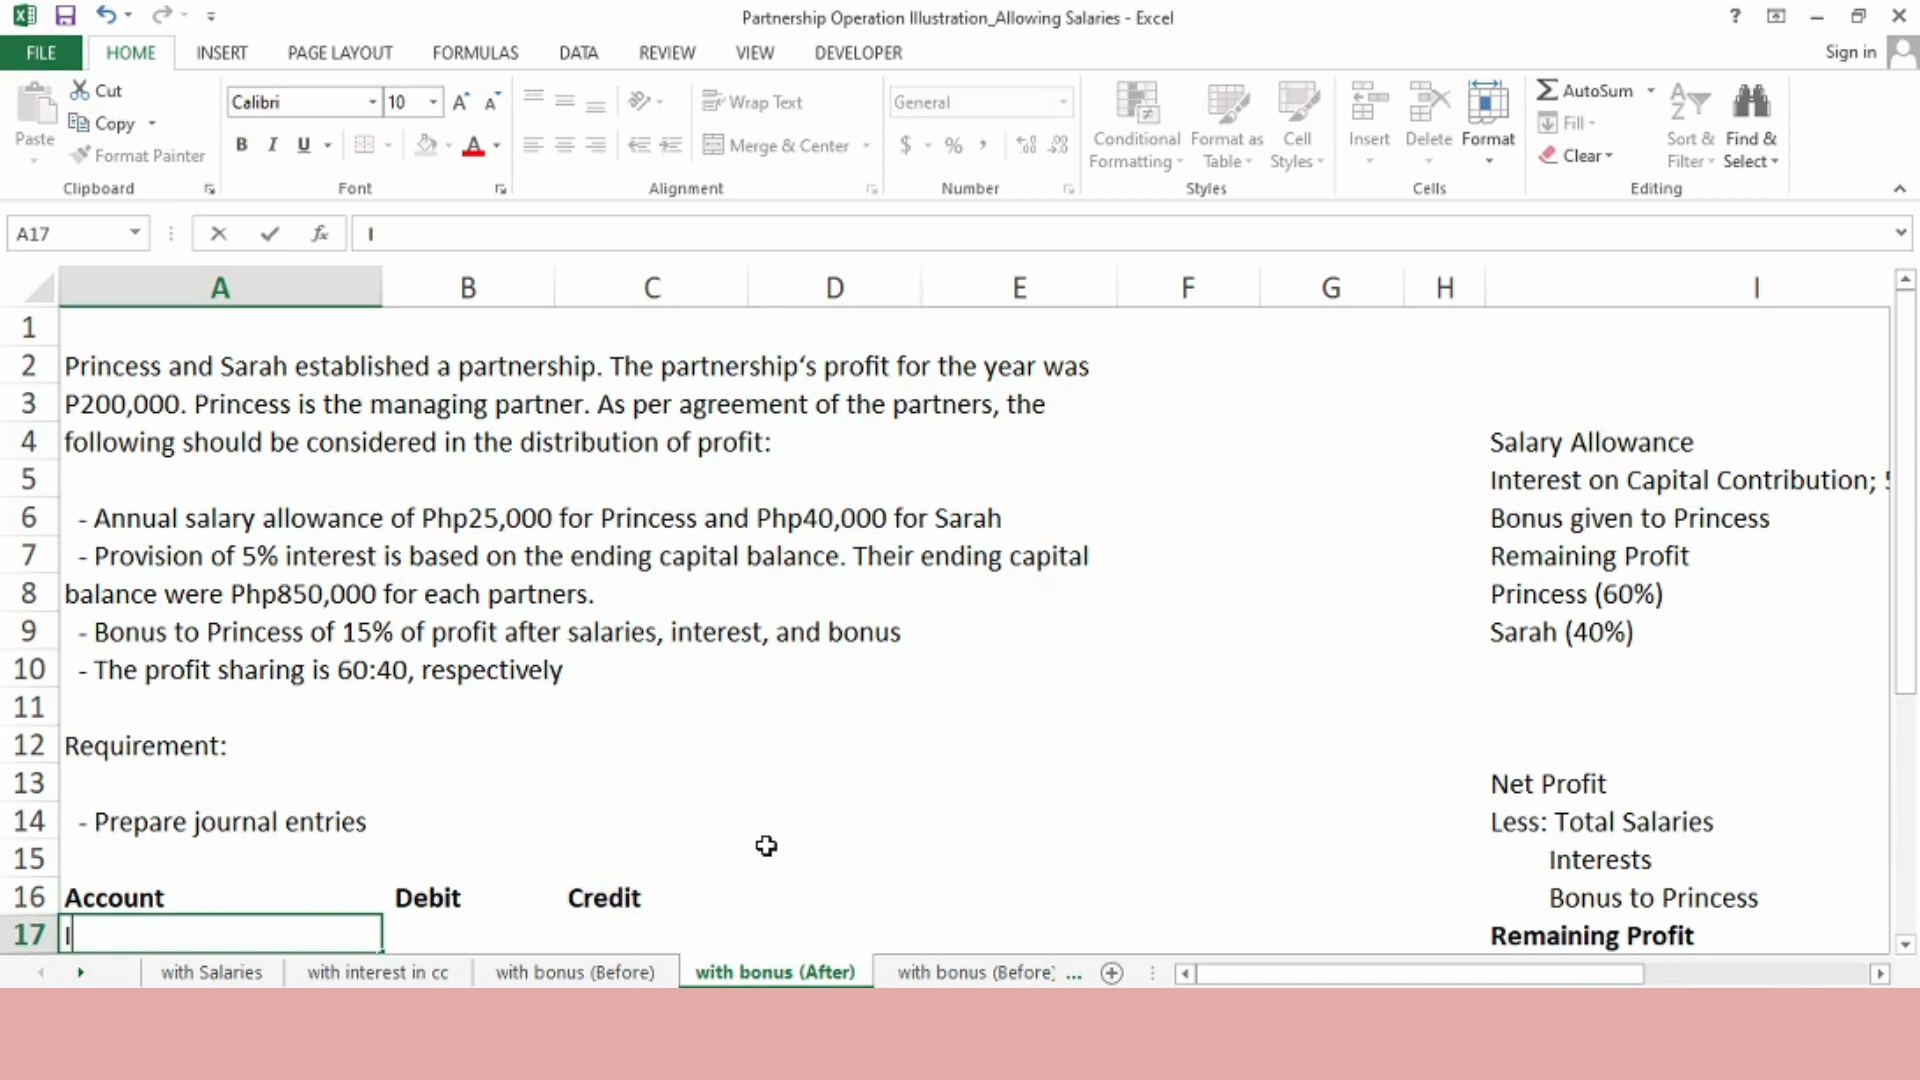 Partnership Operation Illustration_Allowing Salaries - Excel
?
FILE HOME INSERT PAGE LAYOUT FORMULAS DATA REVIEW VIEW DEVELOPER Sign in
Paste Cut Copy Format Painter Clipboard
Calibri 10 A A B I U A Font
Wrap Text Merge & Center Alignment
General $ % , Number
Conditional Formatting Format as Table Cell Styles Styles
Insert Delete Format Cells
AutoSum Fill Clear Sort & Filter Find & Select Editing
A17 fx I
A B C D E F G H I
1
2 Princess and Sarah established a partnership. The partnership‘s profit for the year was
3 P200,000. Princess is the managing partner. As per agreement of the partners, the
4 following should be considered in the distribution of profit: Salary Allowance
5 Interest on Capital Contribution;
6 - Annual salary allowance of Php25,000 for Princess and Php40,000 for Sarah Bonus given to Princess
7 - Provision of 5% interest is based on the ending capital balance. Their ending capital Remaining Profit
8 balance were Php850,000 for each partners. Princess (60%)
9 - Bonus to Princess of 15% of profit after salaries, interest, and bonus Sarah (40%)
10 - The profit sharing is 60:40, respectively
11
12 Requirement:
13 Net Profit
14 - Prepare journal entries Less: Total Salaries
15 Interests
16 Account Debit Credit Bonus to Princess
17 I Remaining Profit
with Salaries with interest in cc with bonus (Before) with bonus (After) with bonus (Before) ...